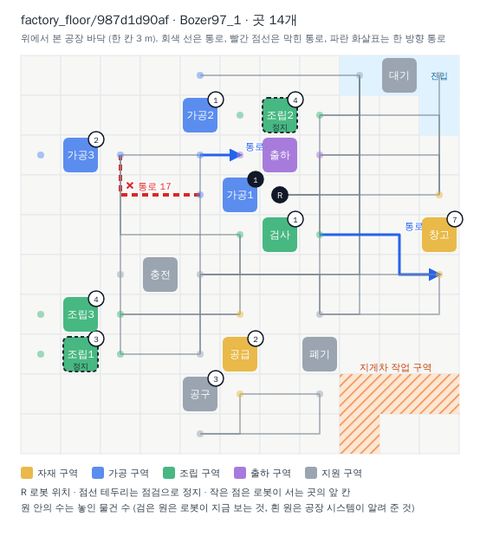 factory_floor/987d1d90af · Bozer97_1 · 곳 14개
위에서 본 공장 바닥 (한 칸 3 m). 회색 선은 통로, 빨간 점선은 막힌 통로, 파란 화살표는 한 방향 통로
대기
진입
1
4
가공2
조립2
정지
2
통로
가공3
출하
✕ 통로 17
1
가공1
R
1
7
통로
검사
창고
충전
4
조립3
3
2
조립1
정지
공급
폐기
3
지게차 작업 구역
공구
자재 구역 가공 구역 조립 구역 출하 구역 지원 구역
R 로봇 위치 · 점선 테두리는 점검으로 정지 · 작은 점은 로봇이 서는 곳의 앞 칸
원 안의 수는 놓인 물건 건수 (검은 원은 로봇이 지금 보는 것, 흰 원은 공장 시스템이 알려 준 것)